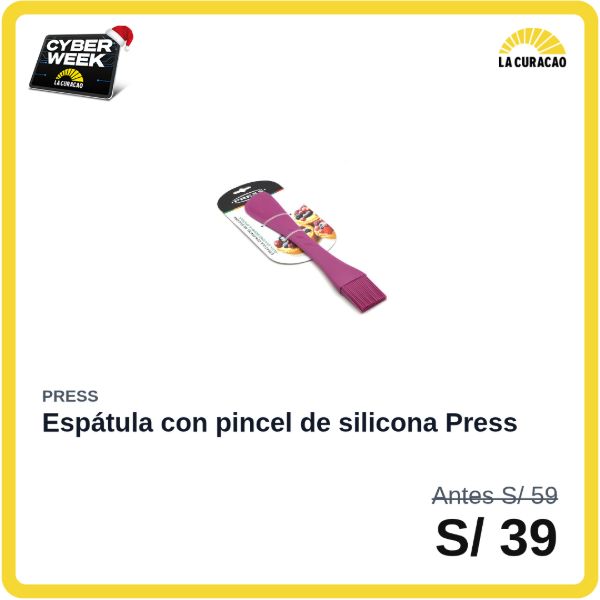 CYBER
WEEK
LA CURACAO
LA CURACAO
PRESS
Espátula con pincel de silicona Press
Antes S/ 59
S/ 39